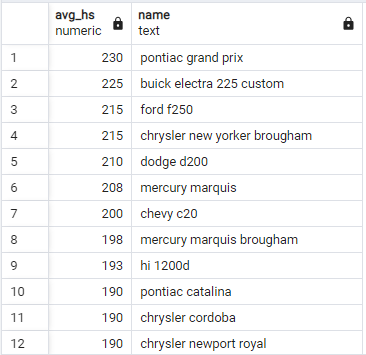 avg_hs name
numeric text
1 230 pontiac grand prix
2 225 buick electra 225 custom
3 215 ford f250
4 215 chrysler new yorker brougham
5 210 dodge d200
6 208 mercury marquis
7 200 chevy c20
8 198 mercury marquis brougham
9 193 hi 1200d
10 190 pontiac catalina
11 190 chrysler cordoba
12 190 chrysler newport royal